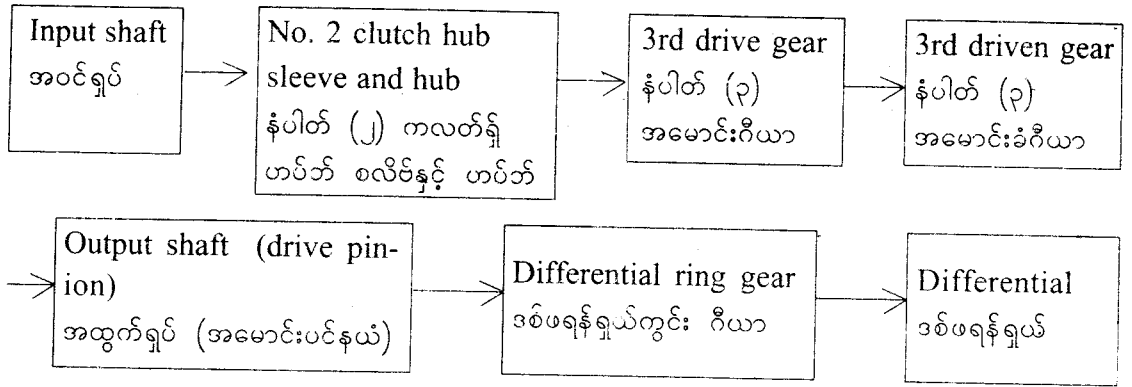 Input shaft
အဝင်ရှပ်
No. 2 clutch hub
sleeve and hub
နံပါတ် (၂) ကလတ်ရှ်
ဟပ်ဘ် စလိဗ်နှင့် ဟပ်ဘ်
3rd drive gear
နံပါတ် (၃)
အမောင်းဂီယာ
3rd driven gear
နံပါတ် (၃)
အမောင်းခံဂီယာ
Output shaft (drive pin-
ion)
အထွက်ရှပ် (အမောင်းပင်နယံ)
Differential ring gear
ဒစ်ဖရန်ရှယ်ကွင်း ဂီယာ
Differential
ဒစ်ဖရန်ရှယ်